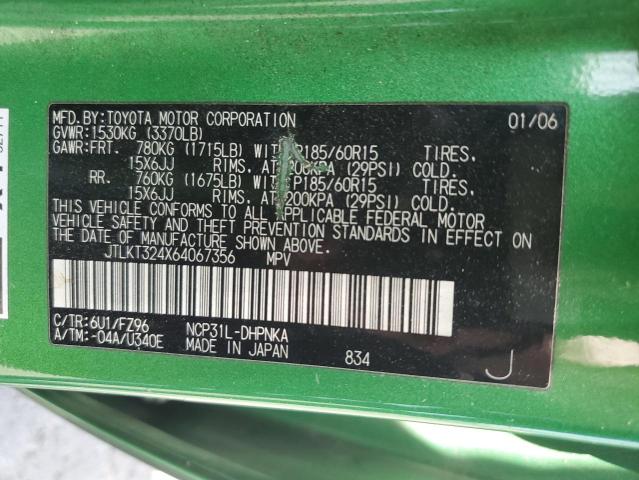 MFD.BY:TOYOTA MOTOR CORPORATION 01/06
GVWR:1530KG (3370LB)
GAWR:FRT. 780KG (1715LB) WITH P185/60R15 TIRES.
15X6JJ RIMS. AT 200KPA (29PSI) COLD.
RR. 760KG (1675LB) WITH P185/60R15 TIRES.
15X6JJ RIMS. AT 200KPA (29PSI) COLD.
THIS VEHICLE CONFORMS TO ALL APPLICABLE FEDERAL MOTOR
VEHICLE SAFETY AND THEFT PREVENTION STANDARDS IN EFFECT ON
THE DATE OF MANUFACTURE SHOWN ABOVE.
JTLKT324X64067356 MPV
C/TR:6U1/FZ96 NCP31L-DHPNKA
A/TM:-04A/U340E MADE IN JAPAN 834 J